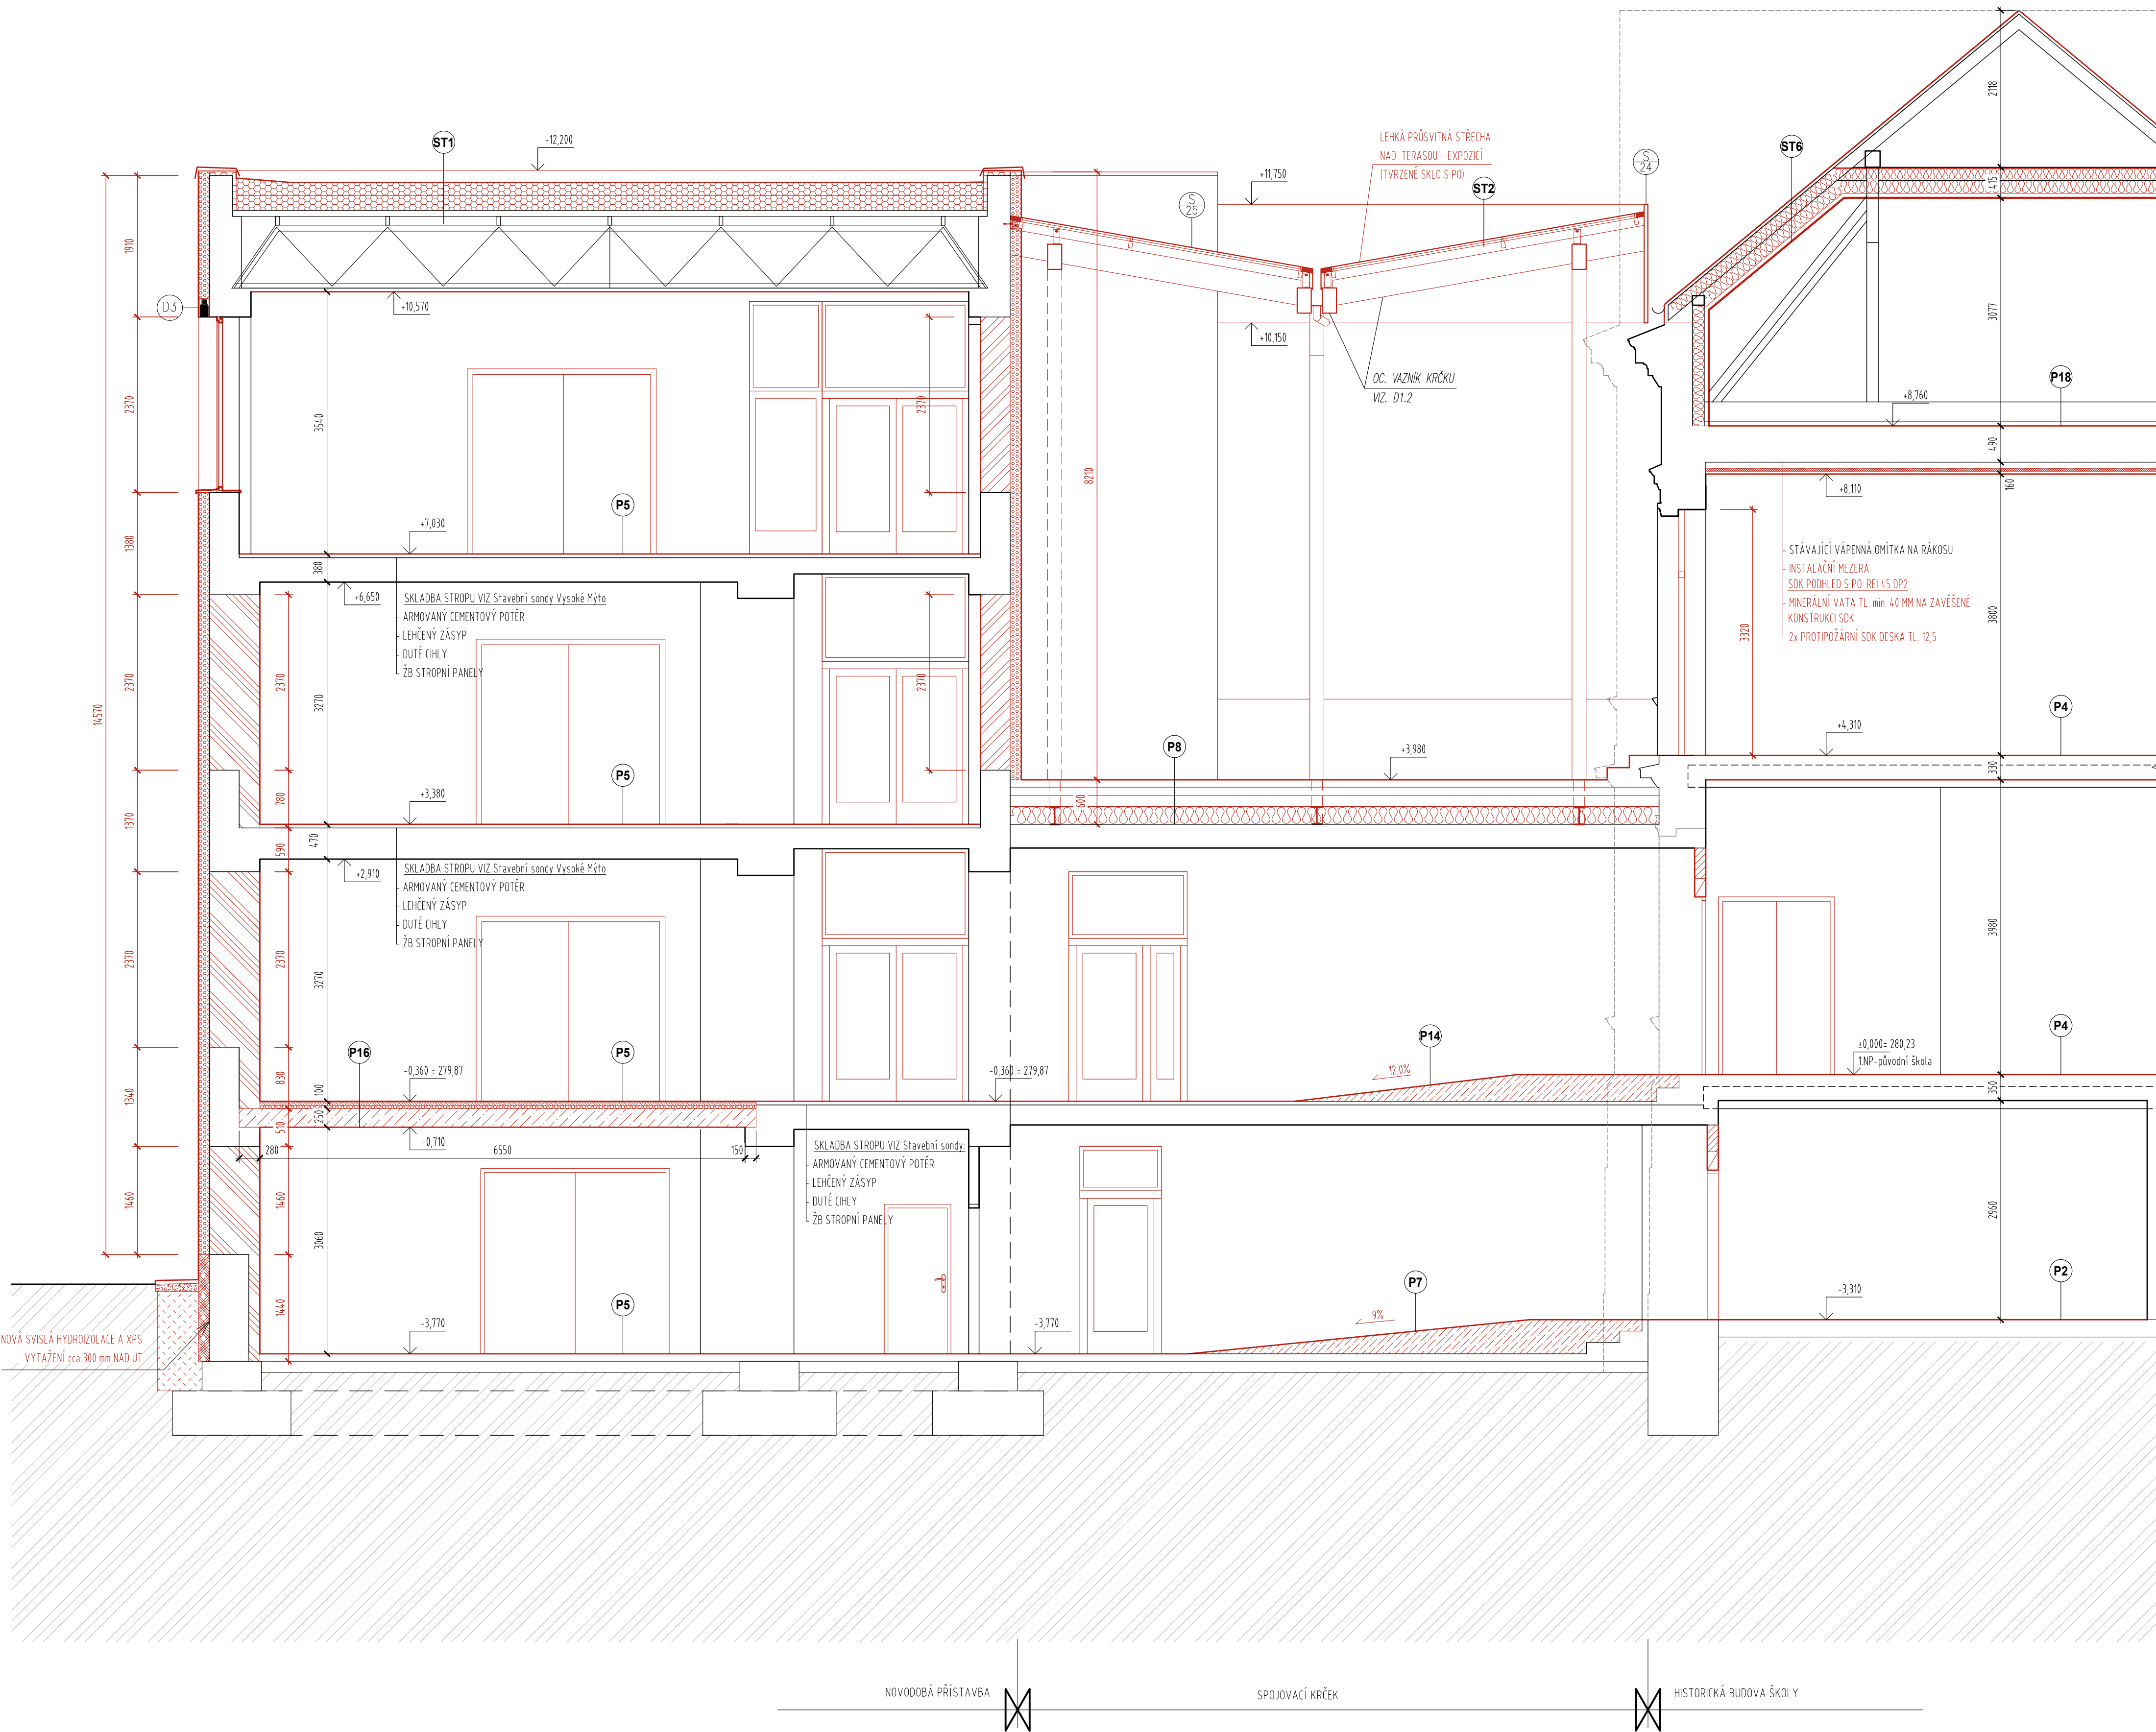 ST1
+12,200
LEHKÁ PRŮSVITNÁ STŘECHA
NAD TERASOU - EXPOZICÍ
(TVRZENÉ SKLO S PO)
ST2
S
24
S
25
+11,750
ST6
2118
415
3077
1910
D3
+10,570
+10,150
OC. VAZNÍK KRČKU
VIZ. D1.2
P18
+8,760
2370
3540
2370
8210
490
160
+8,110
P5
+7,030
1380
380
STÁVAJÍCÍ VÁPENNÁ OMÍTKA NA RÁKOSU
INSTALAČNÍ MEZERA
SDK PODHLED S PO: REI 45 DP2
MINERÁLNÍ VATA TL. min. 40 MM NA ZAVĚŠENÉ
KONSTRUKCI SDK
2x PROTIPOŽÁRNÍ SDK DESKA TL. 12,5
3320
3800
+6,650
SKLADBA STROPU VIZ Stavební sondy Vysoké Mýto
- ARMOVANÝ CEMENTOVÝ POTĚR
- LEHČENÝ ZÁSYP
- DUTÉ CIHLY
- ŽB STROPNÍ PANELY
14570
2370
2370
3270
2370
P4
+4,310
P8
+3,980
P5
+3,380
780
600
330
1370
590
470
+2,910
SKLADBA STROPU VIZ Stavební sondy Vysoké Mýto
- ARMOVANÝ CEMENTOVÝ POTĚR
- LEHČENÝ ZÁSYP
- DUTÉ CIHLY
- ŽB STROPNÍ PANELY
2370
2370
3270
3980
P16
P5
P14
P4
-0,360 = 279,87
-0,360 = 279,87
12,0%
±0,000= 280,23
1.NP-původní škola
1340
830
100
250
510
350
-0,710
280
6550
150
SKLADBA STROPU VIZ Stavební sondy:
- ARMOVANÝ CEMENTOVÝ POTĚR
- LEHČENÝ ZÁSYP
- DUTÉ CIHLY
- ŽB STROPNÍ PANELY
1460
1460
3060
2960
P5
P7
P2
-3,310
9%
1440
-3,770
-3,770
NOVÁ SVISLÁ HYDROIZOLACE A XPS
VYTAŽENÍ cca 300 mm NAD UT
NOVODOBÁ PŘÍSTAVBA
SPOJOVACÍ KRČEK
HISTORICKÁ BUDOVA ŠKOLY